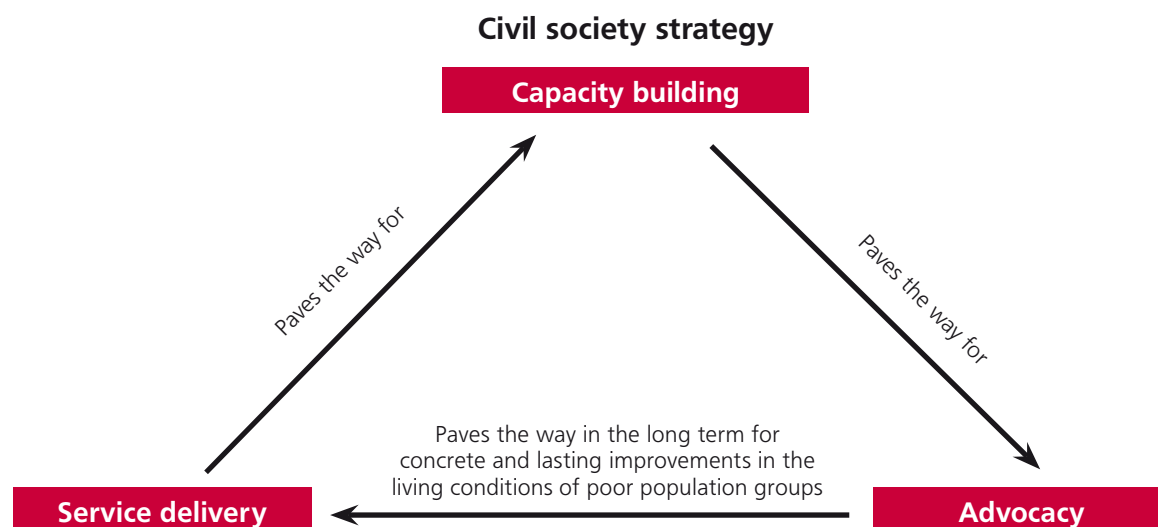 Civil society strategy
Capacity building
Paves the way for
Paves the way for
Paves the way in the long term for
concrete and lasting improvements in the
living conditions of poor population groups
Service delivery
Advocacy